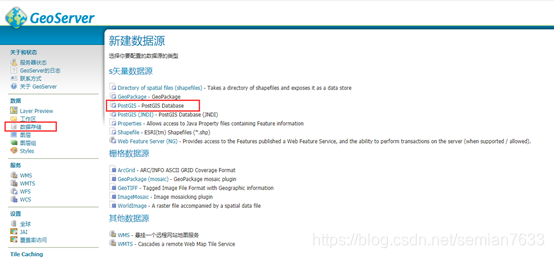 GeoServer
关于和状态
服务器状态
GeoServer的日志
联系方式
关于 GeoServer
数据
Layer Preview
工作区
数据存储
图层
图层组
Styles
服务
WMS
WMTS
WFS
WCS
设置
全球
JAI
覆盖率访问
Tile Caching
新建数据源
选择你要配置的数据源的类型
s矢量数据源
Directory of spatial files (shapefiles) - Takes a directory of shapefiles and exposes it as a data store
GeoPackage - GeoPackage
PostGIS - PostGIS Database
PostGIS (JNDI) - PostGIS Database (JNDI)
Properties - Allows access to Java Property files containing Feature information
Shapefile - ESRI(tm) Shapefiles (*.shp)
Web Feature Server (NG) - Provides access to the Features published a Web Feature Service, and the ability to perform transactions on the server (when supported / allowed).
栅格数据源
ArcGrid - ARC/INFO ASCII GRID Coverage Format
GeoPackage (mosaic) - GeoPackage mosaic plugin
GeoTIFF - Tagged Image File Format with Geographic information
ImageMosaic - Image mosaicking plugin
WorldImage - A raster file accompanied by a spatial data file
其他数据源
WMS - 悬挂一个远程网站地图服务
WMTS - Cascades a remote Web Map Tile Service
https://blog.csdn.net/semian7633